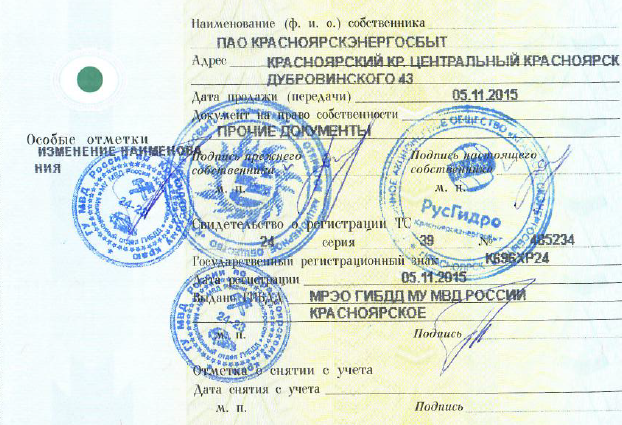 Наименование (ф. и. о.) собственника
ПАО КРАСНОЯРСКЭНЕРГОСБЫТ
Адрес КРАСНОЯРСКИЙ КР. ЦЕНТРАЛЬНЫЙ КРАСНОЯРСК
ДУБРОВИНСКОГО 43
Дата продажи (передачи) 05.11.2015
Документ на право собственности
ПРОЧИЕ ДОКУМЕНТЫ
Особые отметки
ИЗМЕНЕНИЕ НАИМЕНОВА
НИЯ
Подпись прежнего
собственника
м. п.
Подпись настоящего
собственника
м. п.
РусГидро
Красноярскэнергосбыт
Свидетельство о регистрации ТС
24 серия 39 № 485234
Государственный регистрационный знак К696ХР24
Дата регистрации 05.11.2015
Выдано ГИБДД МРЭО ГИБДД МУ МВД РОССИИ
КРАСНОЯРСКОЕ
м. п. Подпись
Отметка о снятии с учета
Дата снятия с учета
м. п. Подпись